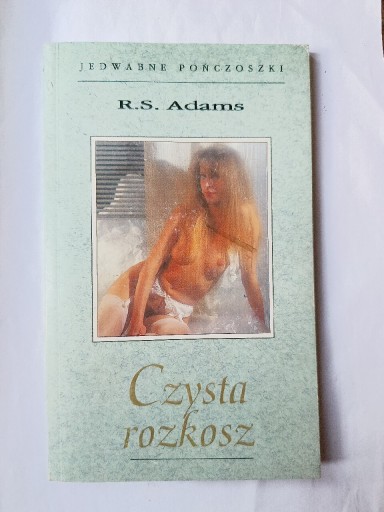 JEDWABNE POŃCZOSZKI
R.S. Adams
Czysta
rozkosz